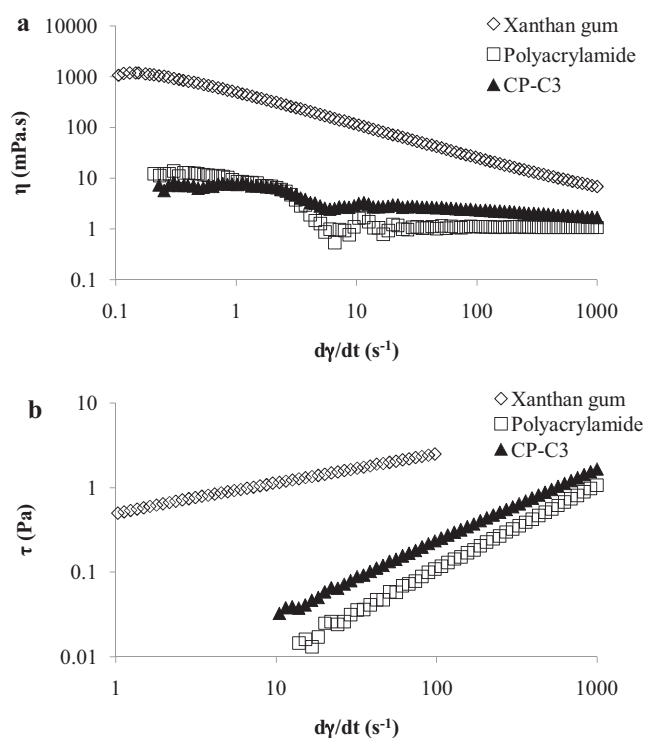 a
η (mPa.s)
10000
1000
100
10
1
0.1
◇ Xanthan gum
□ Polyacrylamide
▲ CP-C3
0.1 1 10 100 1000
dγ/dt (s⁻¹)
b
τ (Pa)
10
1
0.1
0.01
◇ Xanthan gum
□ Polyacrylamide
▲ CP-C3
1 10 100 1000
dγ/dt (s⁻¹)